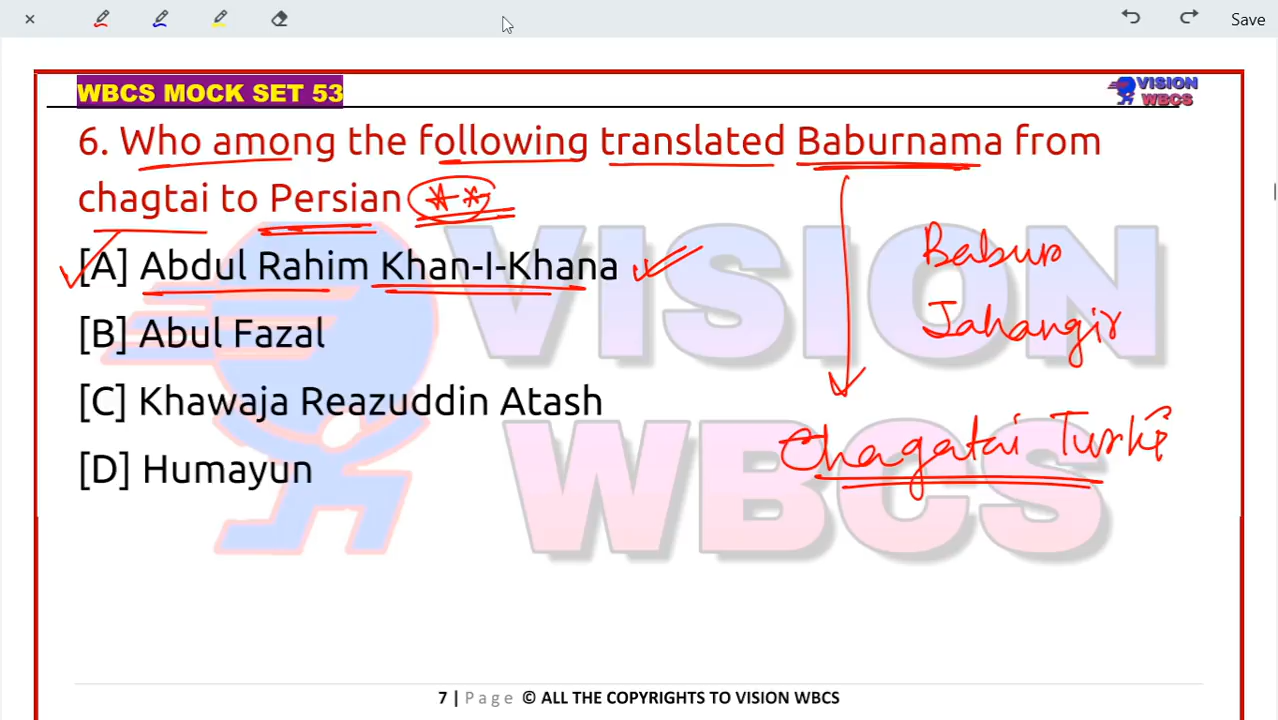 Save
WBCS MOCK SET 53
VISION
WBCS
6. Who among the following translated Baburnama from
chagtai to Persian
[A] Abdul Rahim Khan-I-Khana
[B] Abul Fazal
[C] Khawaja Reazuddin Atash
[D] Humayun
Babur
Jahangir
Chagatai Turki
VISION
WBCS
7 | Page © ALL THE COPYRIGHTS TO VISION WBCS